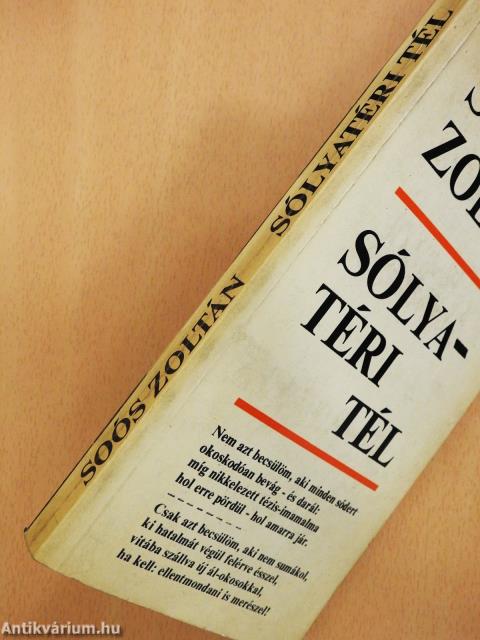 SOÓS ZOLTÁN SÓLYATÉRI TÉL
SÓLYA-
TÉRI
TÉL
Nem azt becsülöm, aki minden sódert
okoskodóan bevág - és darál:
míg nikkelezett tézis-imamalma
hol erre pördül - hol amarra jár.
- - - - - - - -
Csak azt becsülöm, aki nem sumákol,
ki hatalmát végül felérve ésszel,
vitába szállva új ál-okosokkal,
ha kell: ellentmondani is merészel!
Antikvárium.hu